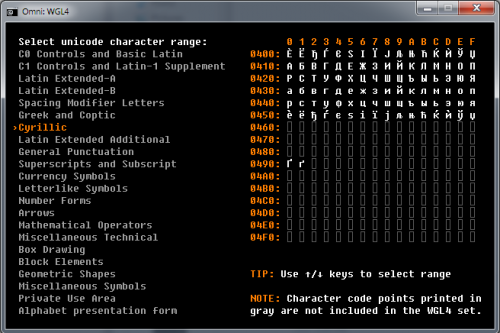 Omni: WGL4
Select unicode character range:
C0 Controls and Basic Latin
C1 Controls and Latin-1 Supplement
Latin Extended-A
Latin Extended-B
Spacing Modifier Letters
Greek and Coptic
›Cyrillic
Latin Extended Additional
General Punctuation
Superscripts and Subscript
Currency Symbols
Letterlike Symbols
Number Forms
Arrows
Mathematical Operators
Miscellaneous Technical
Box Drawing
Block Elements
Geometric Shapes
Miscellaneous Symbols
Private Use Area
Alphabet presentation form
0 1 2 3 4 5 6 7 8 9 A B C D E F
0400: Ѐ Ё Ђ Ѓ Є Ѕ І Ї Ј Љ Њ Ћ Ќ Ѝ Ў Џ
0410: А Б В Г Д Е Ж З И Й К Л М Н О П
0420: Р С Т У Ф Х Ц Ч Ш Щ Ъ Ы Ь Э Ю Я
0430: а б в г д е ж з и й к л м н о п
0440: р с т у ф х ц ч ш щ ъ ы ь э ю я
0450: ѐ ё ђ ѓ є ѕ і ї ј љ њ ћ ќ ѝ ў џ
0460:
0470:
0480:
0490: Ґ ґ
04A0:
04B0:
04C0:
04D0:
04E0:
04F0:
TIP: Use ↑/↓ keys to select range
NOTE: Character code points printed in
gray are not included in the WGL4 set.